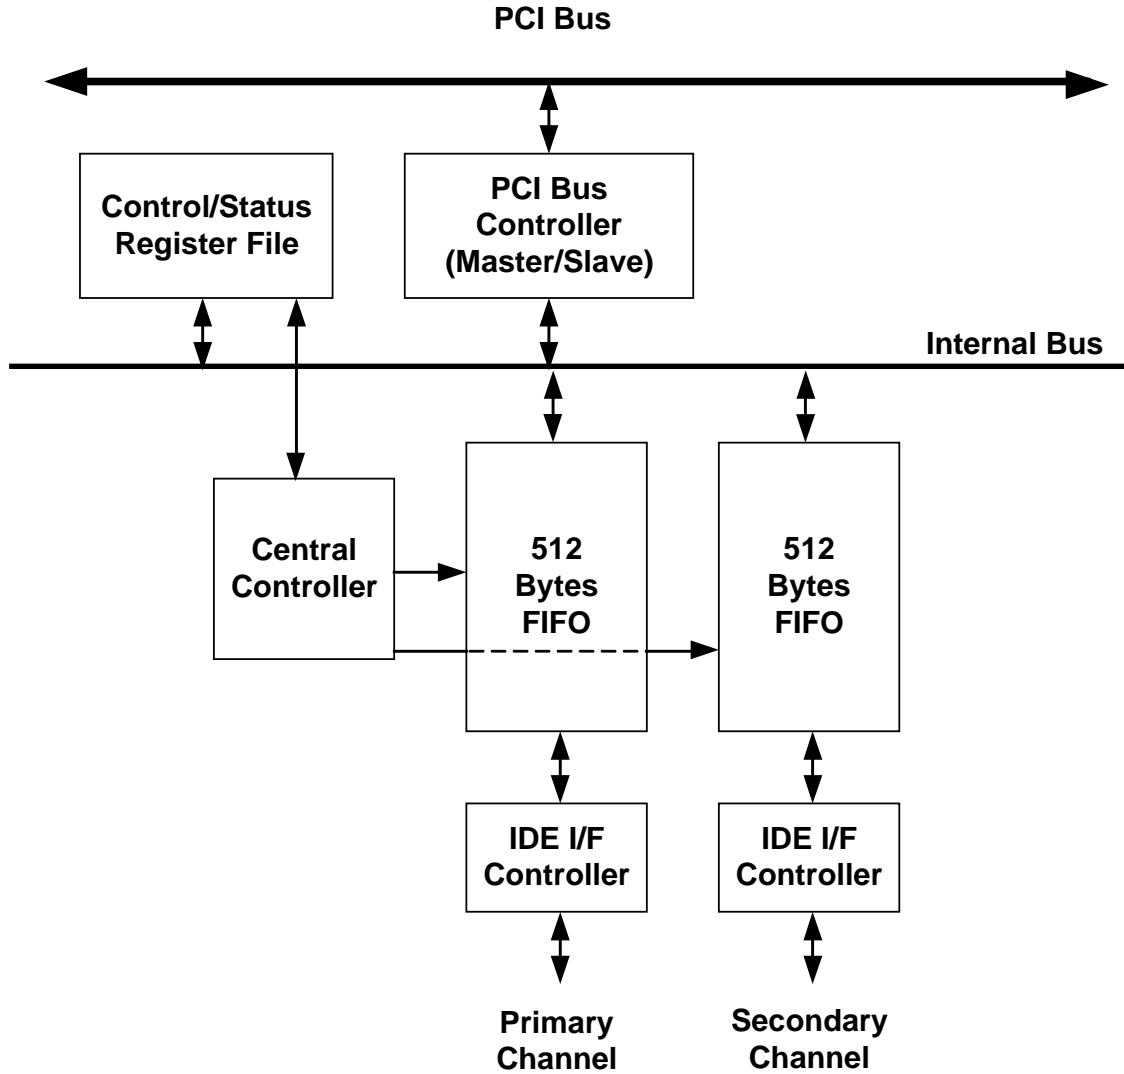 PCI Bus
Control/Status
Register File
PCI Bus
Controller
(Master/Slave)
Internal Bus
Central
Controller
512
Bytes
FIFO
512
Bytes
FIFO
IDE I/F
Controller
IDE I/F
Controller
Primary
Channel
Secondary
Channel